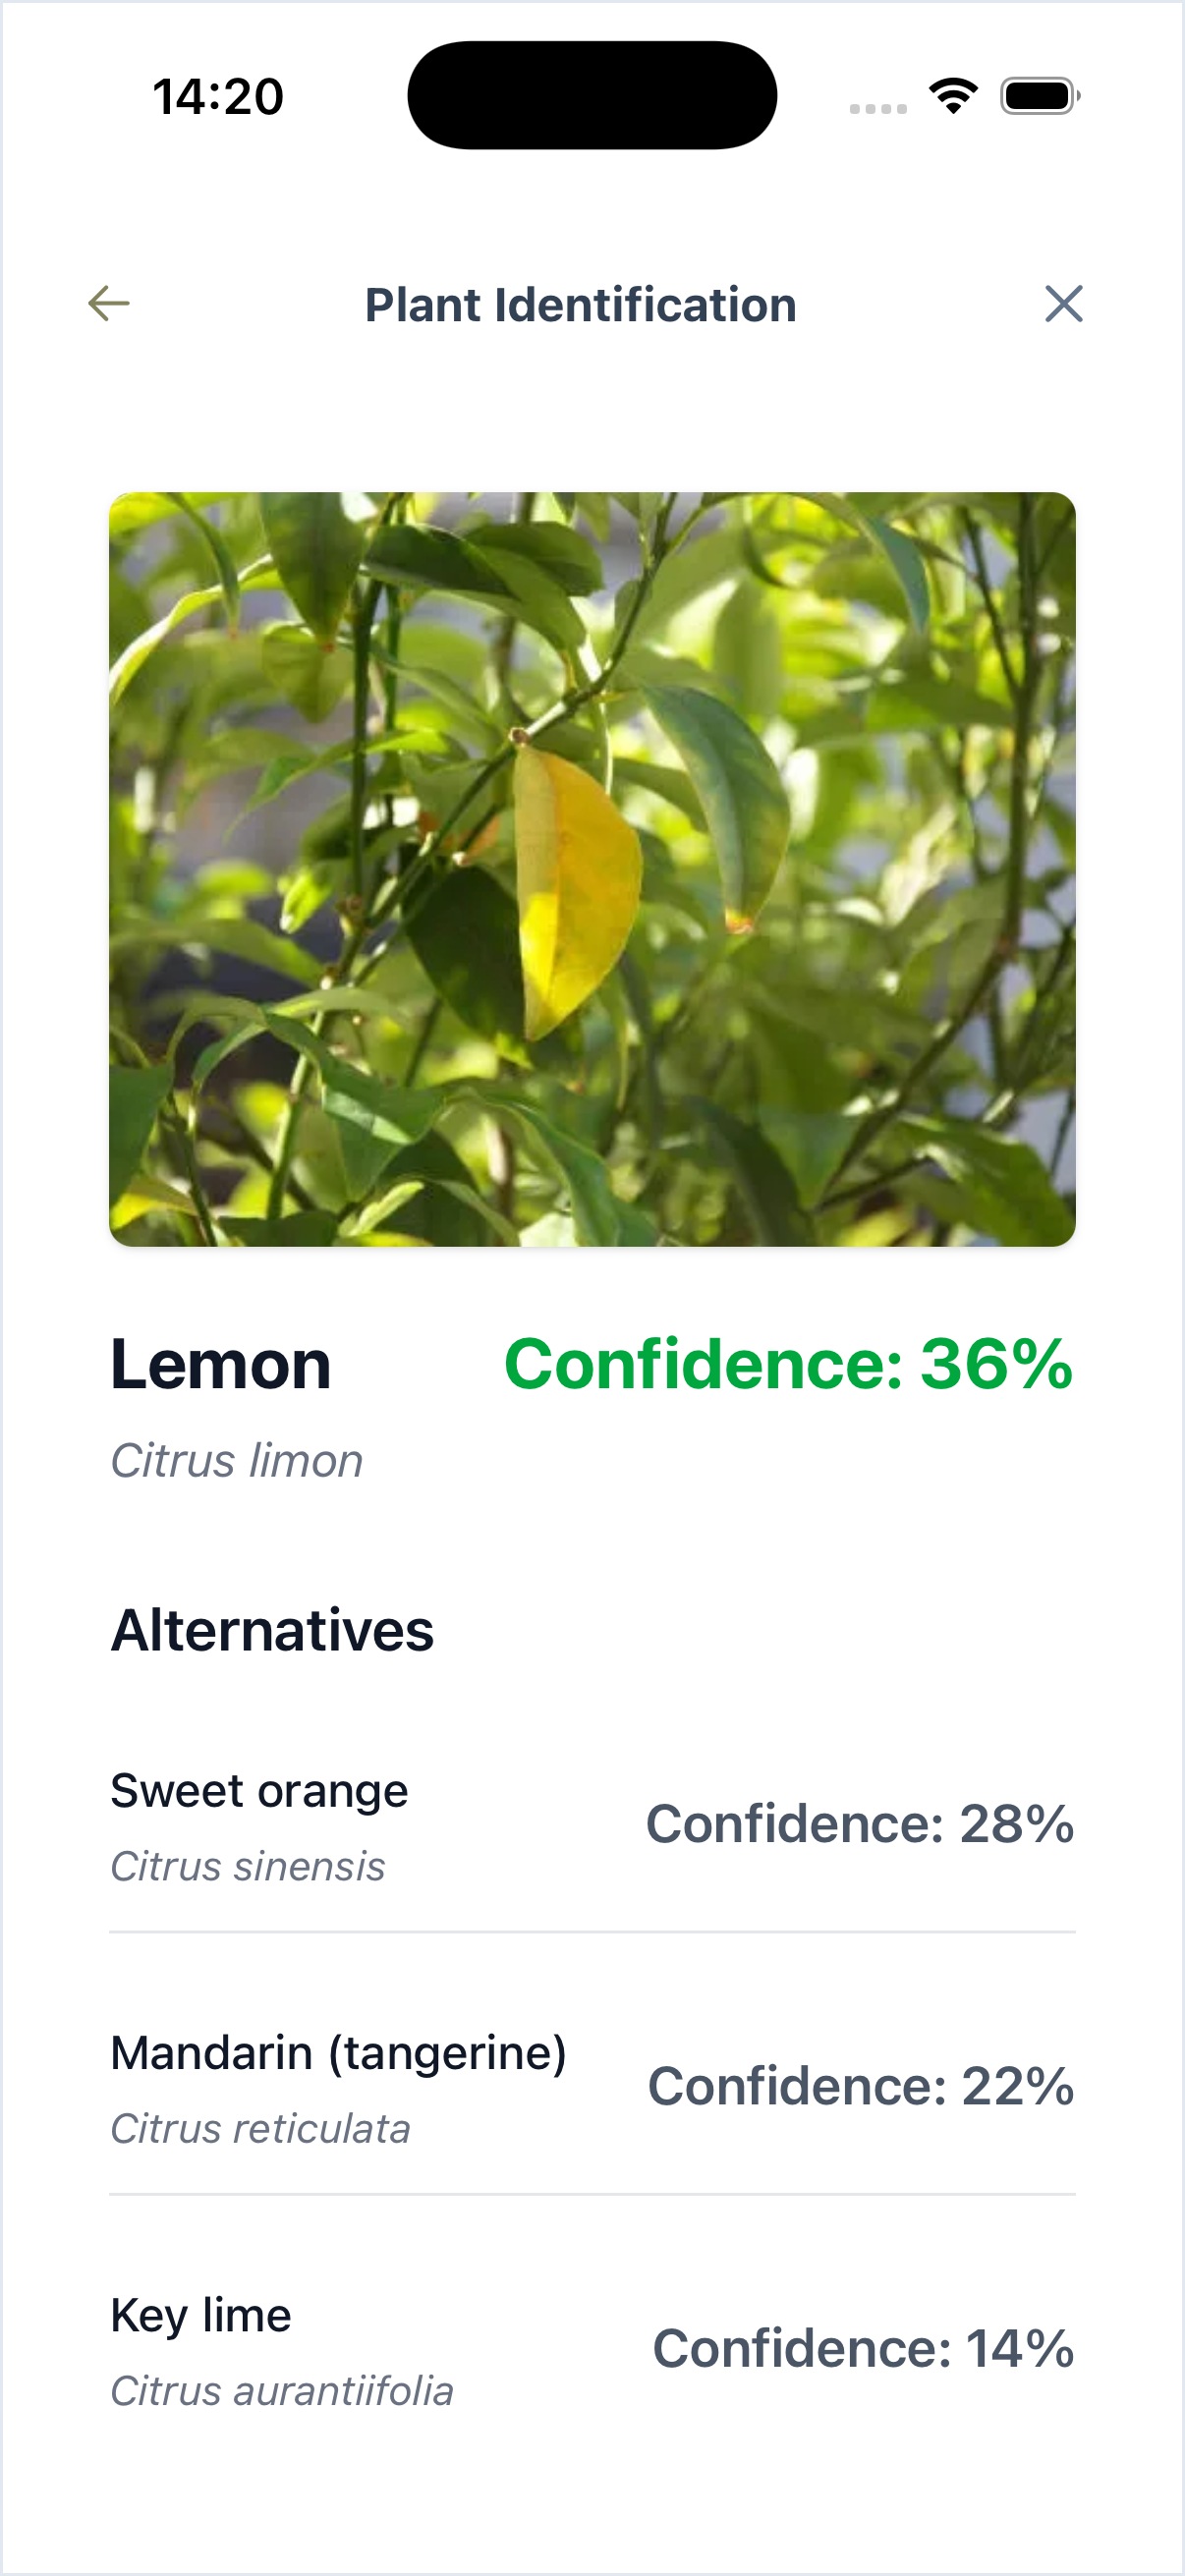 14:20
Plant Identification
Lemon Confidence: 36%
Citrus limon
Alternatives
Sweet orange
Confidence: 28%
Citrus sinensis
Mandarin (tangerine)
Confidence: 22%
Citrus reticulata
Key lime
Confidence: 14%
Citrus aurantiifolia